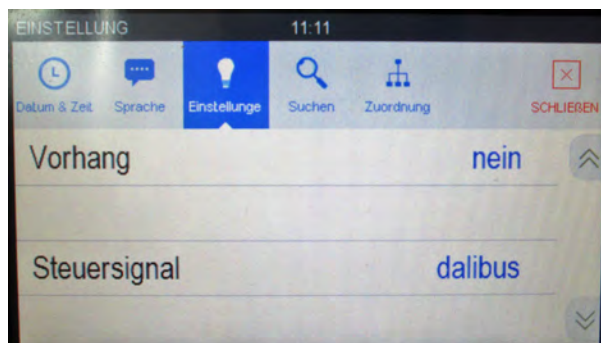 EINSTELLUNG 11:11
Datum & Zeit Sprache Einstellunge Suchen Zuordnung SCHLIEßEN
Vorhang nein
Steuersignal dalibus